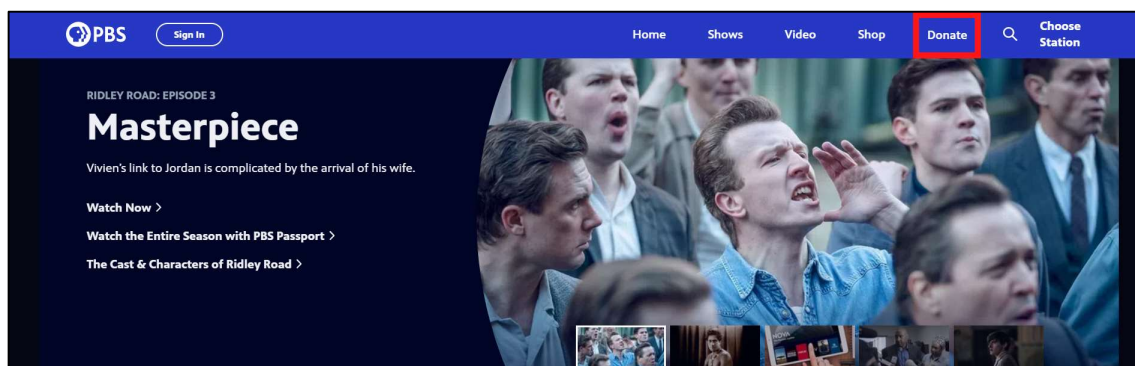 PBS
Sign In
Home
Shows
Video
Shop
Donate
Choose
Station
RIDLEY ROAD: EPISODE 3
Masterpiece
Vivien's link to Jordan is complicated by the arrival of his wife.
Watch Now >
Watch the Entire Season with PBS Passport >
The Cast & Characters of Ridley Road >
NOVA